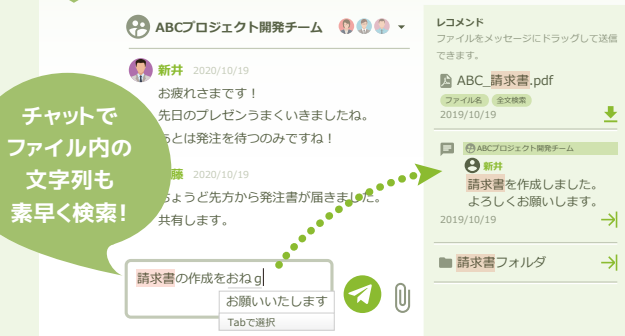 ABCプロジェクト開発チーム
新井 2020/10/19
お疲れさまです！
先日のプレゼンうまくいきましたね。
とは発注を待つのみですね！
チャットで
ファイル内の
文字列も
素早く検索！
藤 2020/10/19
ちょうど先方から発注書が届きました。
共有します。
請求書の作成をおねg
お願いいたします
Tabで選択
レコメンド
ファイルをメッセージにドラッグして送信
できます。
ABC_請求書.pdf
ファイル名 全文検索
2019/10/19
ABCプロジェクト開発チーム
新井
請求書を作成しました。
よろしくお願いします。
2019/10/19
請求書フォルダ